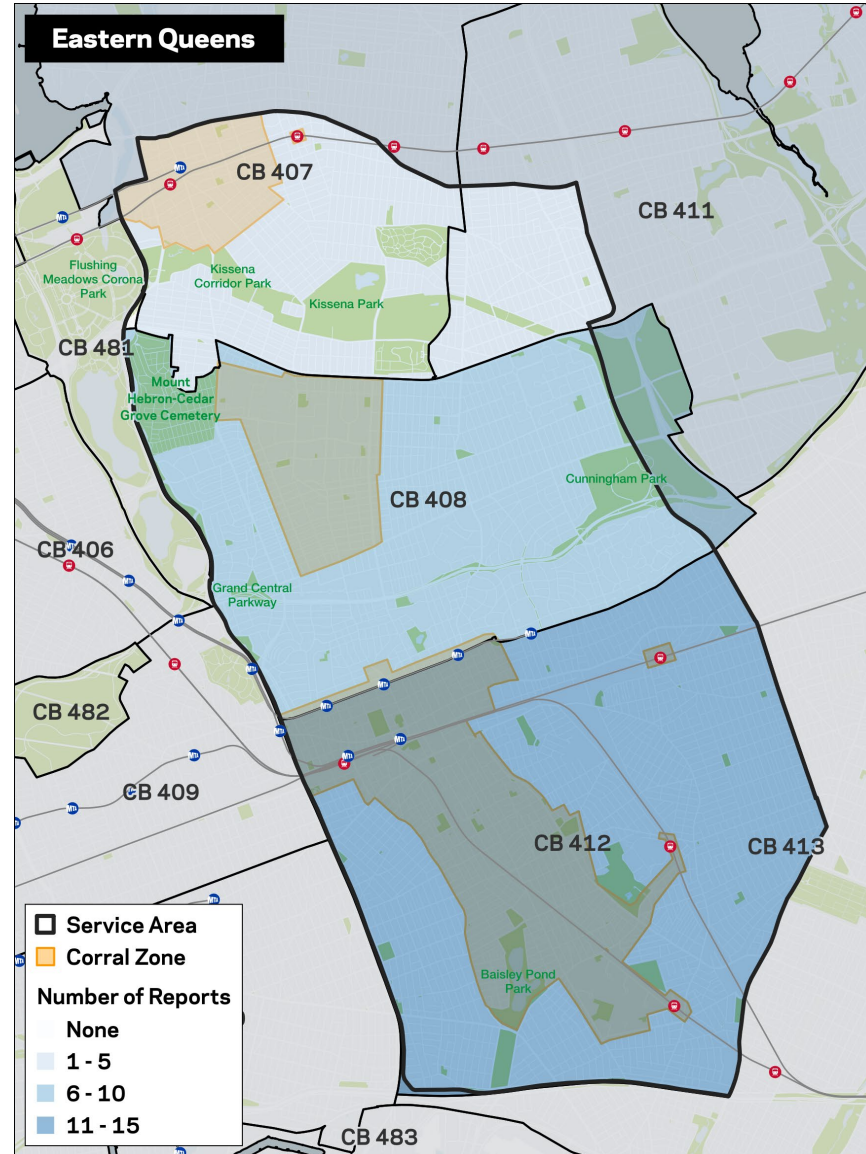 Eastern Queens
CB 407
CB 411
Flushing
Meadows Corona
Park
Kissena
Corridor Park
Kissena Park
CB 481
Mount
Hebron-Cedar
Grove Cemetery
Cunningham Park
CB 408
CB 406
Grand Central
Parkway
CB 482
CB 409
CB 412
CB 413
Baisley Pond
Park
Service Area
Corral Zone
Number of Reports
None
1 - 5
6 - 10
11 - 15
CB 483